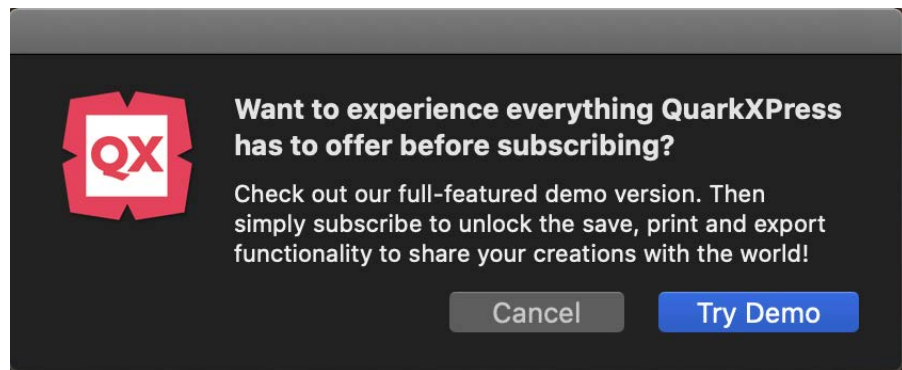 QX
Want to experience everything QuarkXPress
has to offer before subscribing?
Check out our full-featured demo version. Then
simply subscribe to unlock the save, print and export
functionality to share your creations with the world!
Cancel
Try Demo